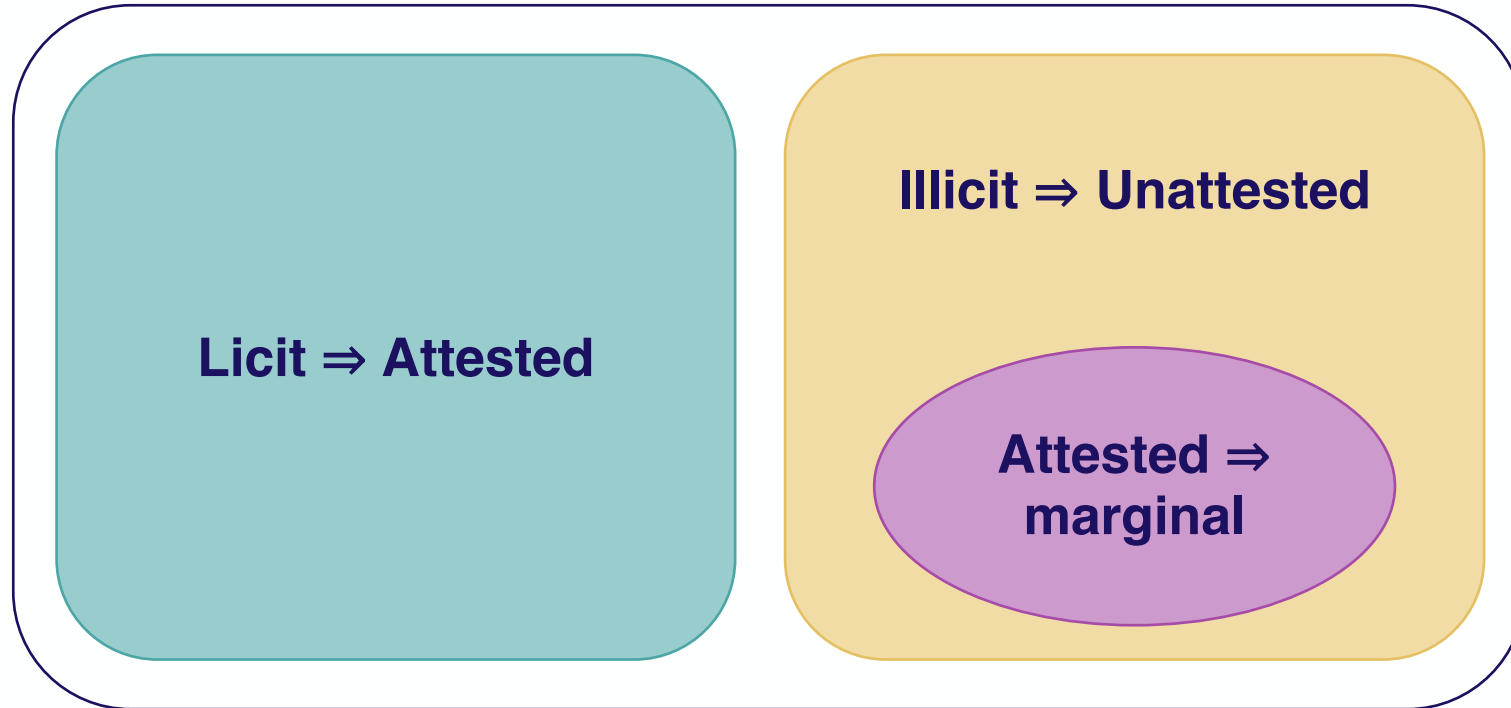 Licit ⇒ Attested
Illicit ⇒ Unattested
Attested ⇒
marginal